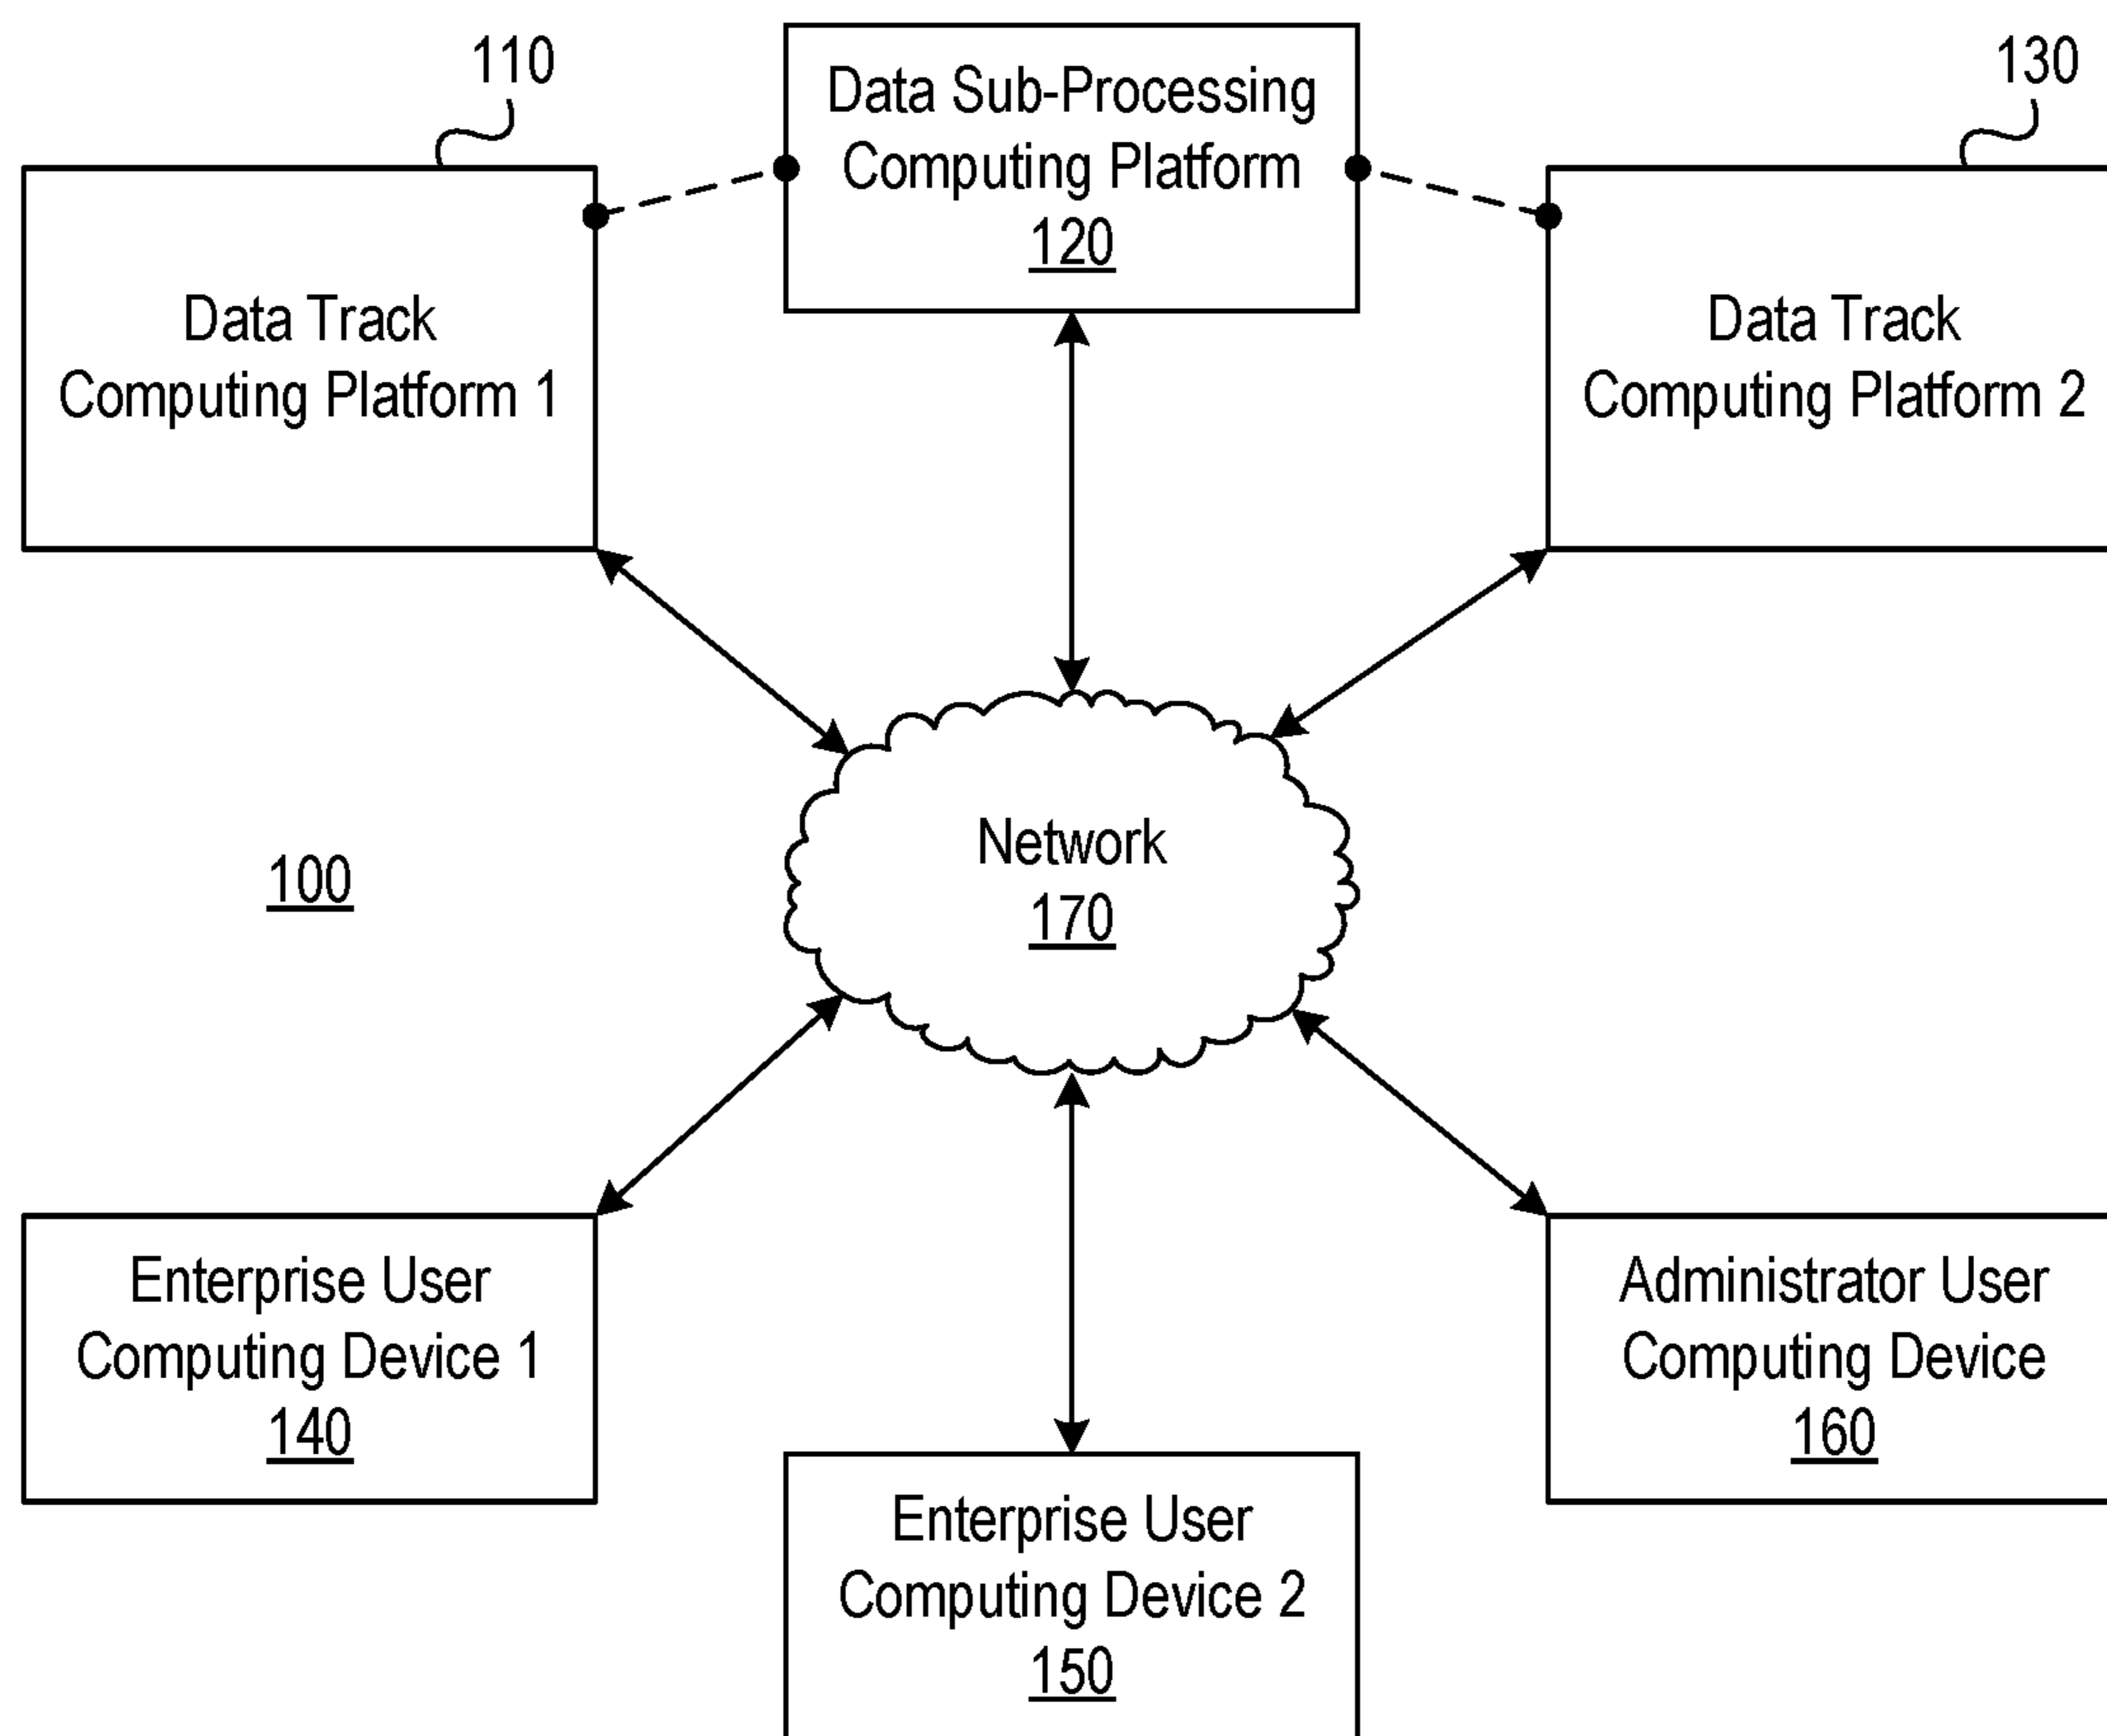 110
Data Sub-Processing
Computing Platform
120
130
Data Track
Computing Platform 1
Data Track
Computing Platform 2
Network
170
100
Enterprise User
Computing Device 1
140
Administrator User
Computing Device
160
Enterprise User
Computing Device 2
150